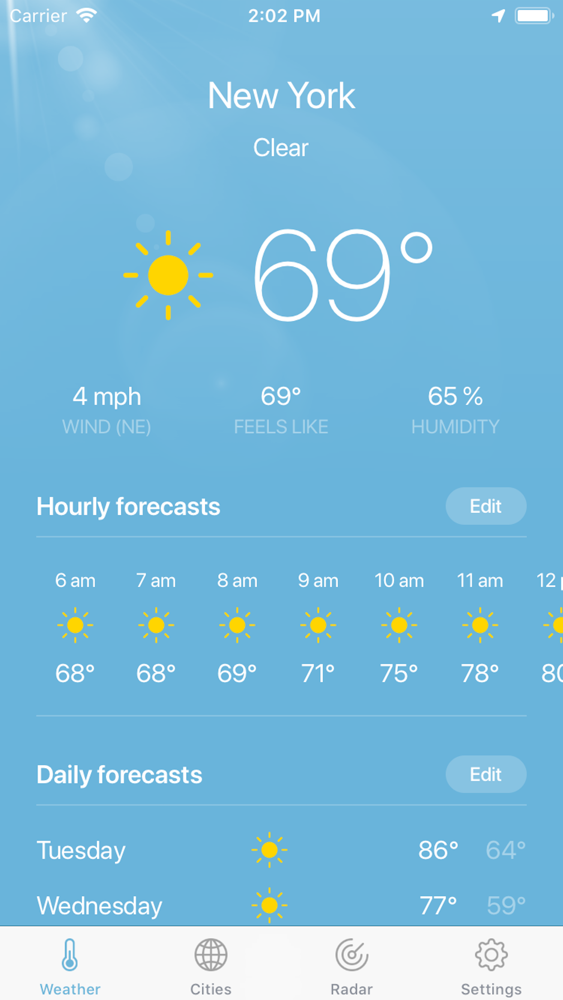 Carrier 2:02 PM
New York
Clear
69°
4 mph 69° 65 %
WIND (NE) FEELS LIKE HUMIDITY
Hourly forecasts Edit
6 am 7 am 8 am 9 am 10 am 11 am 12 p
68° 68° 69° 71° 75° 78° 80
Daily forecasts Edit
Tuesday 86° 64°
Wednesday 77° 59°
Weather Cities Radar Settings